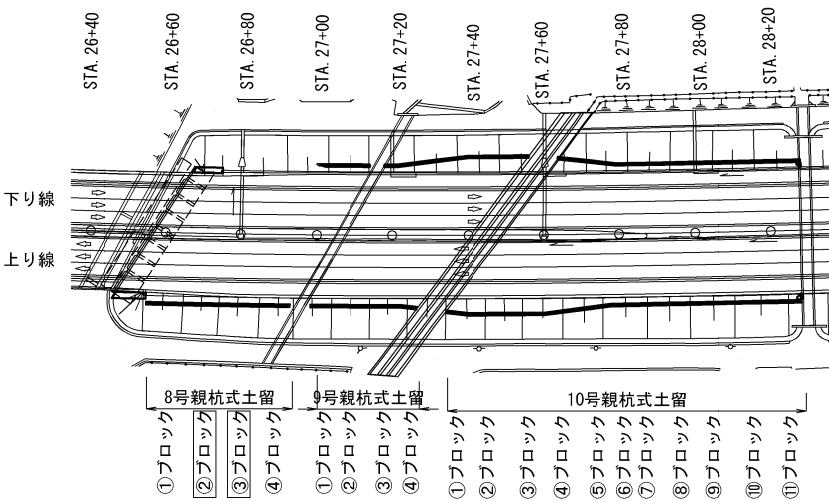 STA. 26+40
STA. 26+60
STA. 26+80
STA. 27+00
STA. 27+20
STA. 27+40
STA. 27+60
STA. 27+80
STA. 28+00
STA. 28+20
下り線
上り線
8号親杭式土留
9号親杭式土留
10号親杭式土留
①ブロック
②ブロック
③ブロック
④ブロック
①ブロック
②ブロック
③ブロック
④ブロック
①ブロック
②ブロック
③ブロック
④ブロック
⑤ブロック
⑥ブロック
⑦ブロック
⑧ブロック
⑨ブロック
⑩ブロック
⑪ブロック